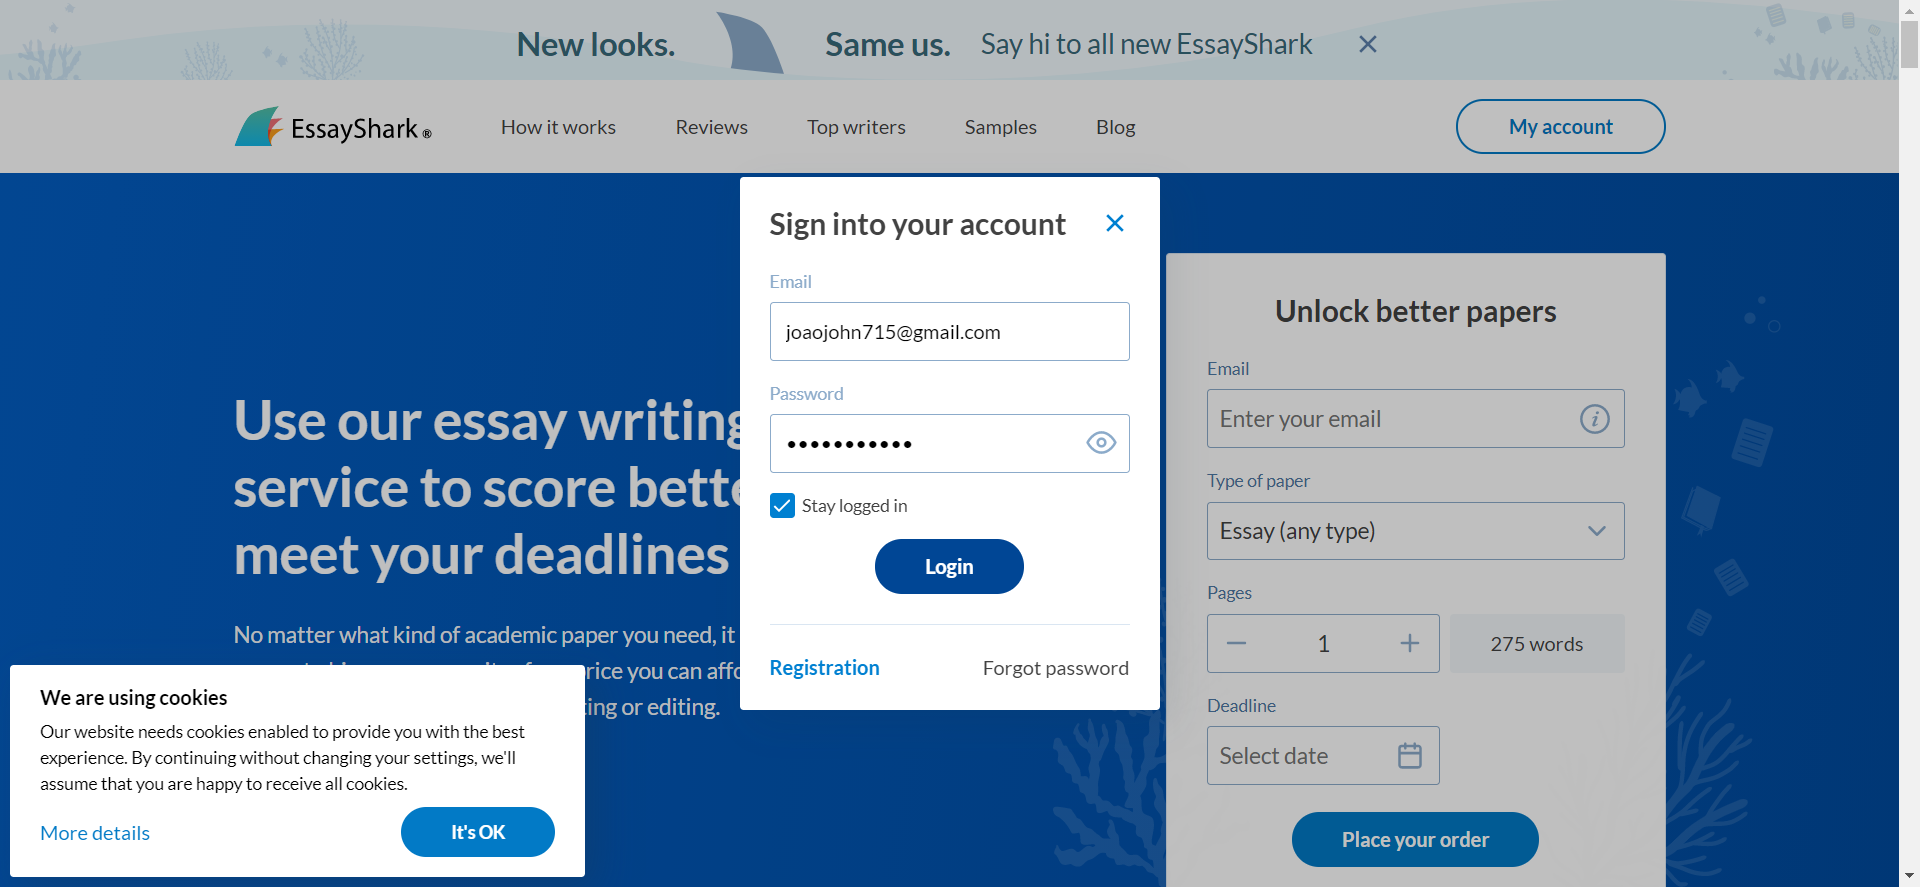 New looks. Same us. Say hi to all new EssayShark
EssayShark ®
How it works Reviews Top writers Samples Blog
My account
Sign into your account
Email
joaojohn715@gmail.com
Password
•••••••••••
Stay logged in
Login
Registration Forgot password
Use our essay writing
service to score bette
meet your deadlines
No matter what kind of academic paper you need, it
rice you can affo
ing or editing.
Unlock better papers
Email
Enter your email
Type of paper
Essay (any type)
Pages
1 275 words
Deadline
Select date
Place your order
We are using cookies
Our website needs cookies enabled to provide you with the best
experience. By continuing without changing your settings, we'll
assume that you are happy to receive all cookies.
More details It's OK